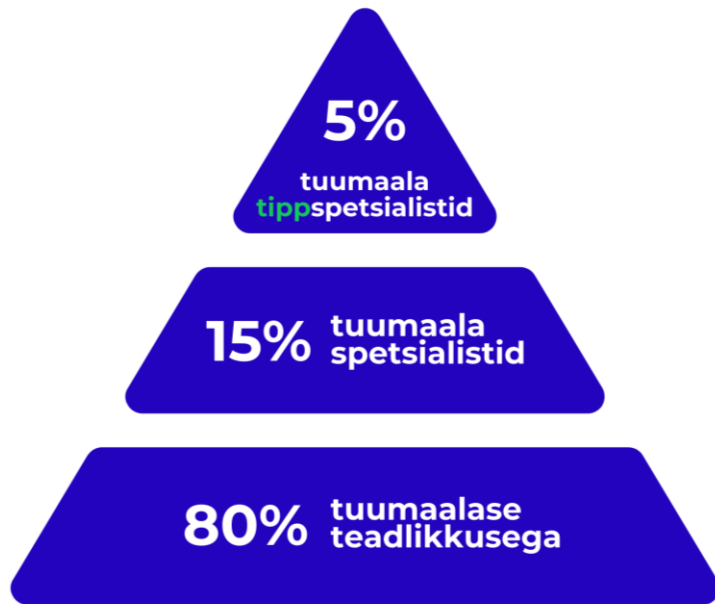 5%
tuumaala
tippspetsialistid
15%
tuumaala
spetsialistid
80%
tuumaalase
teadlikkusega